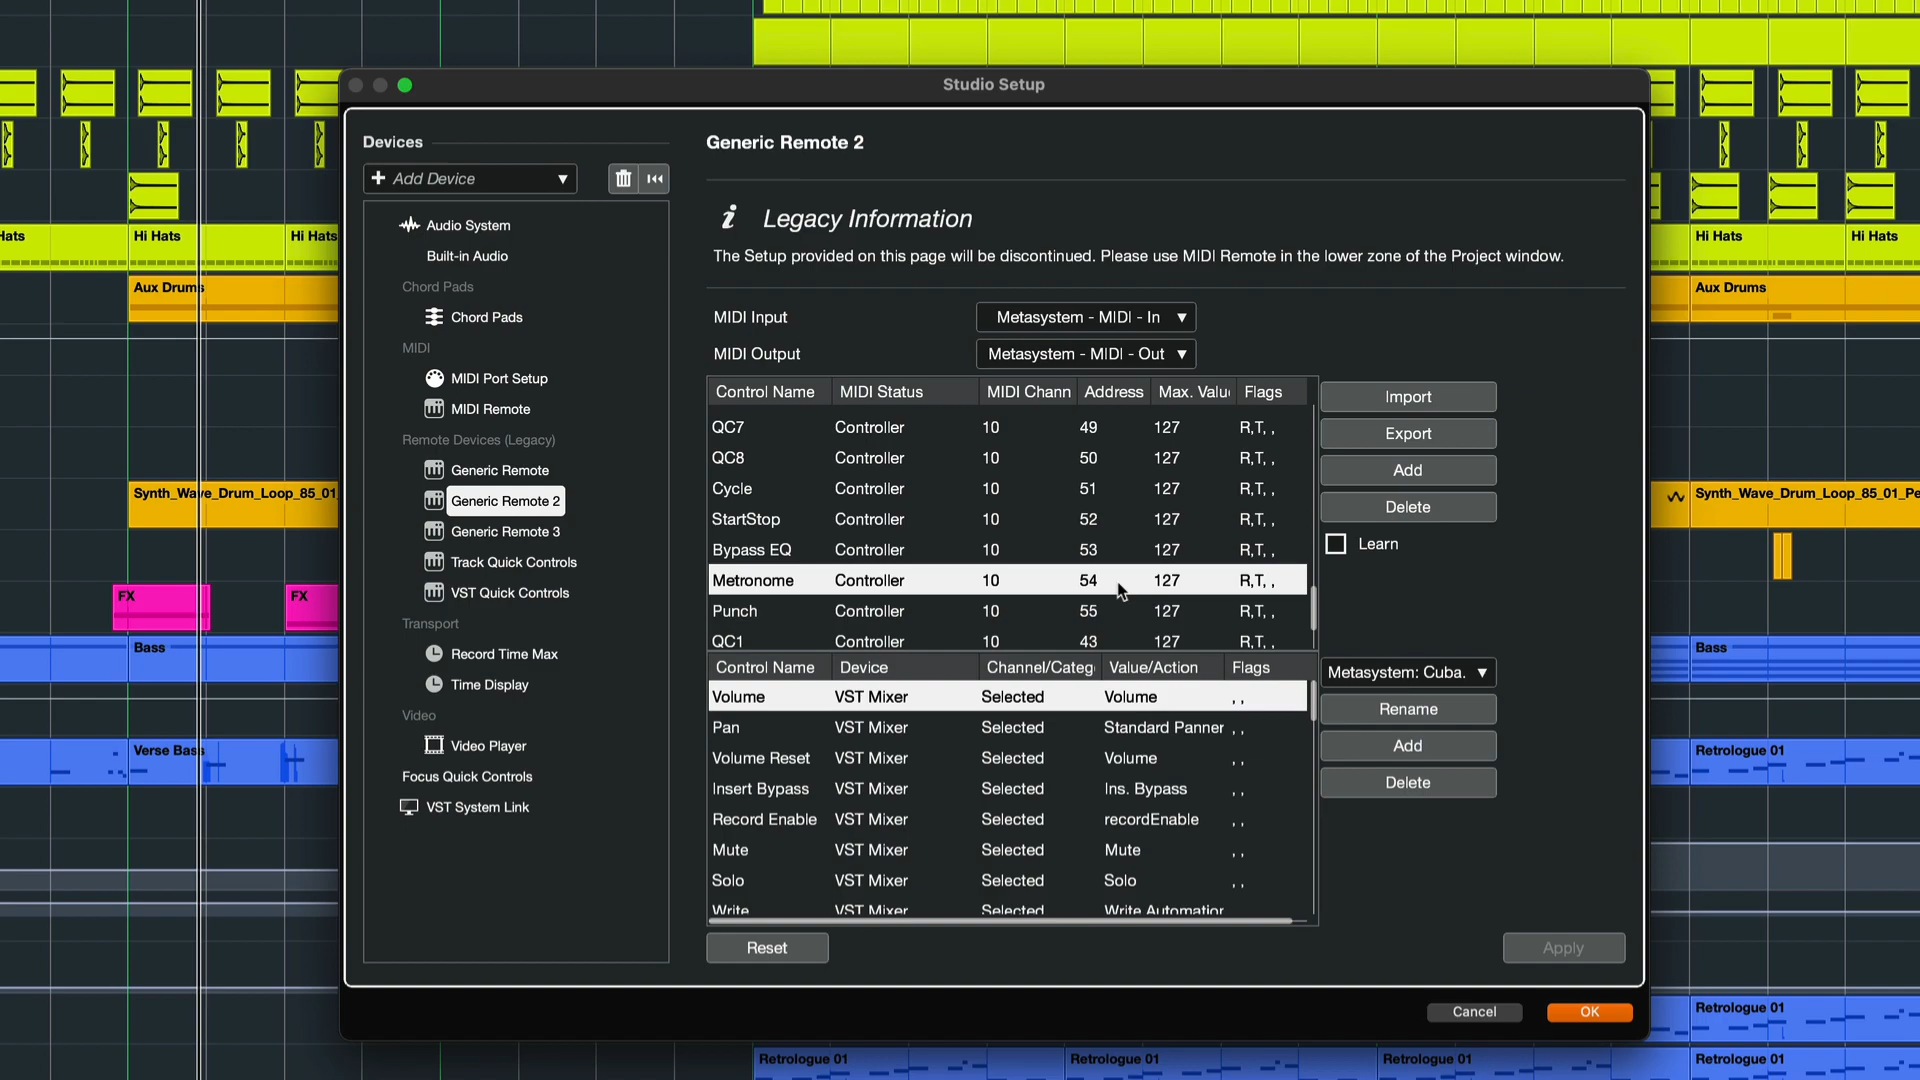 Studio Setup
Devices
Add Device
Audio System
Built-in Audio
Chord Pads
Chord Pads
MIDI
MIDI Port Setup
MIDI Remote
Remote Devices (Legacy)
Generic Remote
Generic Remote 2
Generic Remote 3
Track Quick Controls
VST Quick Controls
Transport
Record Time Max
Time Display
Video
Video Player
Focus Quick Controls
VST System Link
Generic Remote 2
i Legacy Information
The Setup provided on this page will be discontinued. Please use MIDI Remote in the lower zone of the Project window.
MIDI Input Metasystem - MIDI - In
MIDI Output Metasystem - MIDI - Out
Control Name MIDI Status MIDI Chann Address Max. Valu Flags
QC7 Controller 10 49 127 R,T, ,
QC8 Controller 10 50 127 R,T, ,
Cycle Controller 10 51 127 R,T, ,
StartStop Controller 10 52 127 R,T, ,
Bypass EQ Controller 10 53 127 R,T, ,
Metronome Controller 10 54 127 R,T, ,
Punch Controller 10 55 127 R,T, ,
QC1 Controller 10 43 127 R,T, ,
Import
Export
Add
Delete
Learn
Control Name Device Channel/Categ Value/Action Flags
Volume VST Mixer Selected Volume , ,
Pan VST Mixer Selected Standard Panner , ,
Volume Reset VST Mixer Selected Volume , ,
Insert Bypass VST Mixer Selected Ins. Bypass , ,
Record Enable VST Mixer Selected recordEnable , ,
Mute VST Mixer Selected Mute , ,
Solo VST Mixer Selected Solo , ,
Write VST Mixer Selected Write Automation
Metasystem: Cuba.
Rename
Add
Delete
Reset
Apply
Cancel
OK
Hats
Hi Hats
Hi Hats
Aux Drums
Synth_Wave_Drum_Loop_85_01
FX
FX
Bass
Verse Bass
Hi Hats
Hi Hats
Aux Drums
Synth_Wave_Drum_Loop_85_01_Pe
Bass
Retrologue 01
Retrologue 01
Retrologue 01
Retrologue 01
Retrologue 01
Retrologue 01